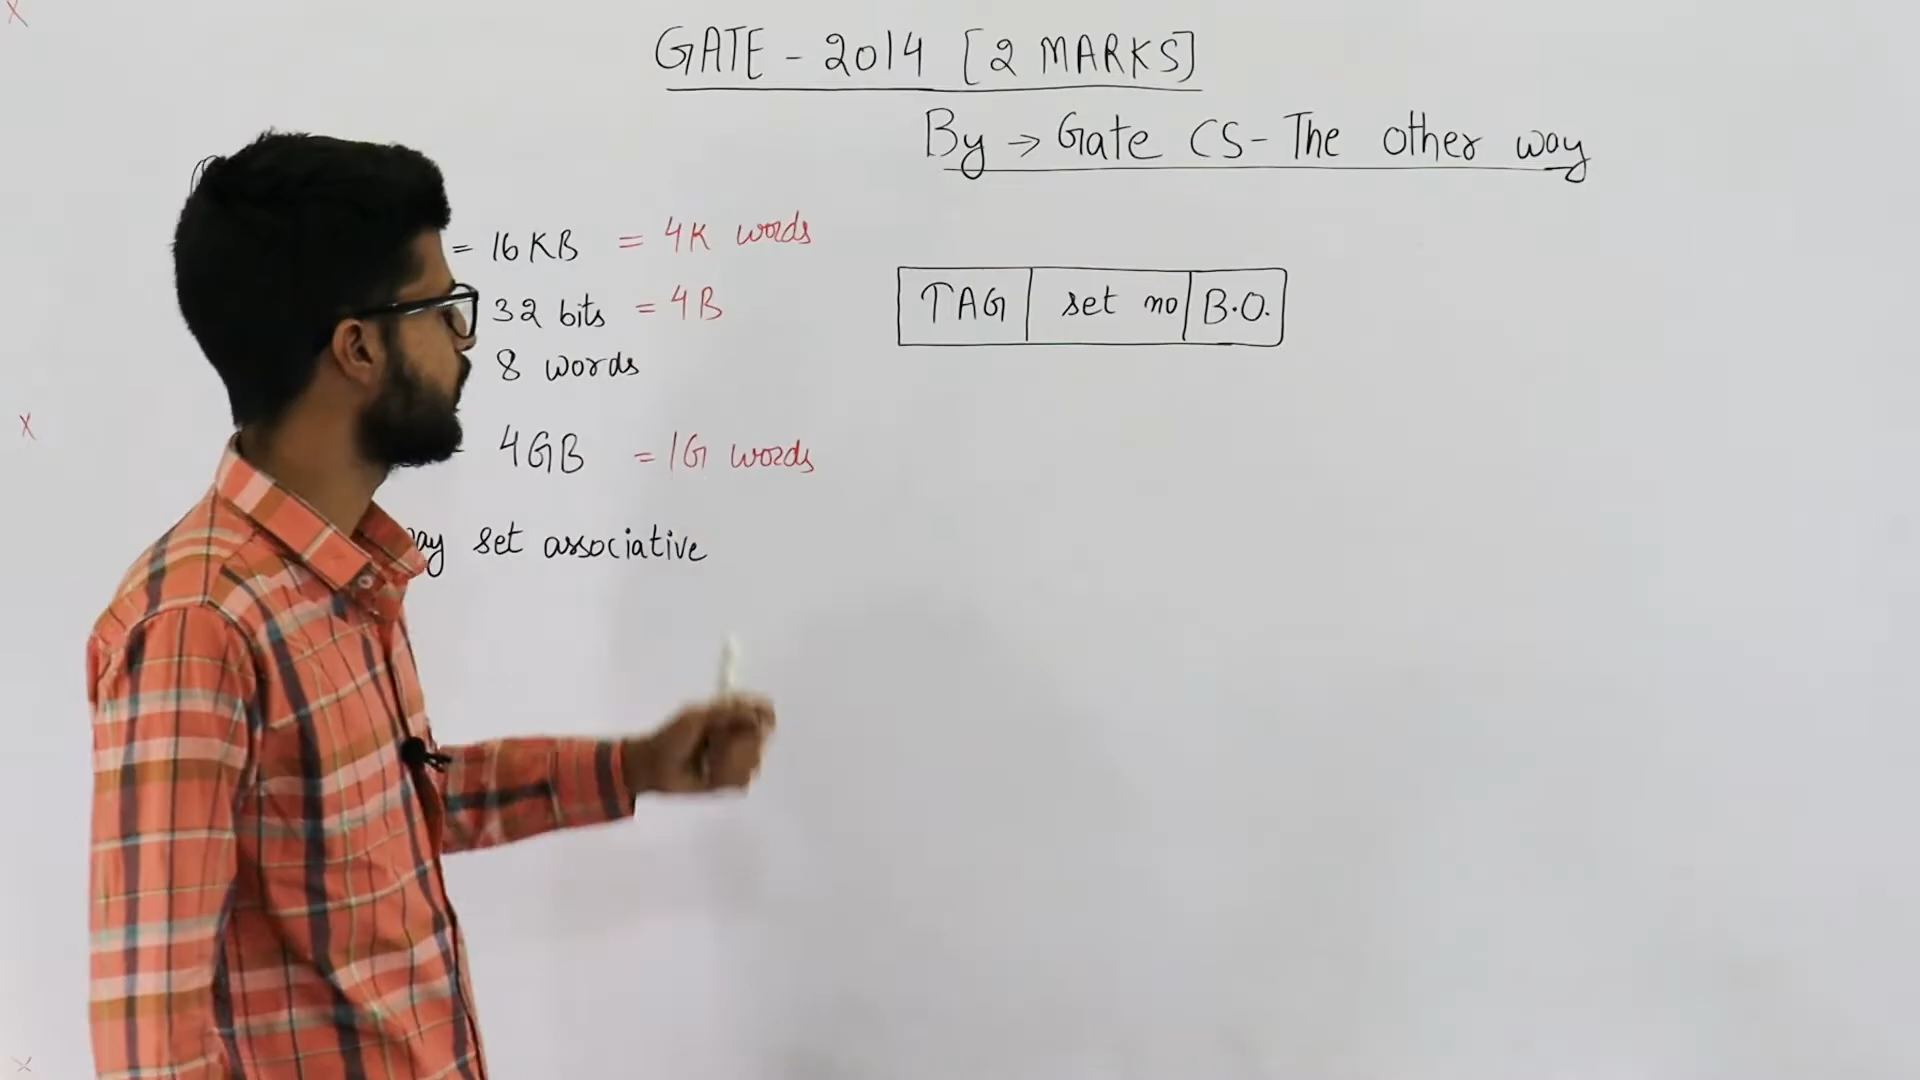 GATE - 2014 [2 MARKS]
By → Gate CS - The other way
= 16 KB = 4K words
32 bits = 4B
8 words
4GB = 1G words
set associative
TAG set no B.O.